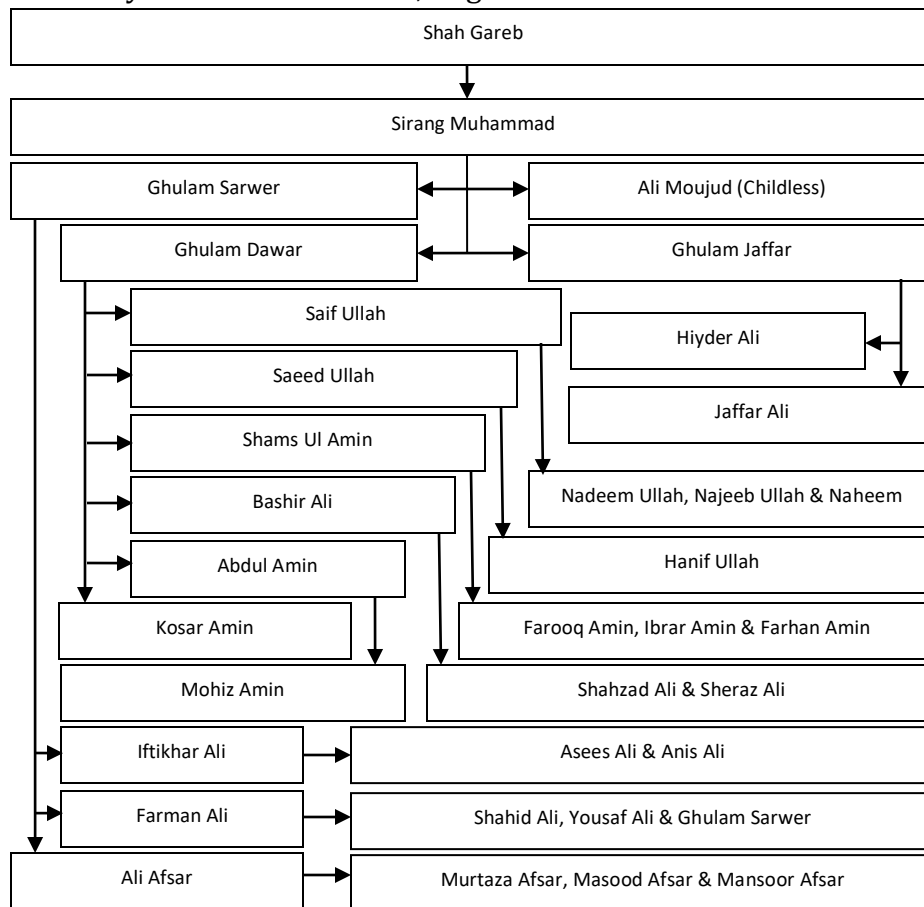 Shah Gareb
Sirang Muhammad
Ghulam Sarwer
Ali Moujud (Childless)
Ghulam Dawar
Ghulam Jaffar
Saif Ullah
Hiyder Ali
Saeed Ullah
Jaffar Ali
Shams Ul Amin
Nadeem Ullah, Najeeb Ullah & Naheem
Bashir Ali
Hanif Ullah
Abdul Amin
Kosar Amin
Farooq Amin, Ibrar Amin & Farhan Amin
Mohiz Amin
Shahzad Ali & Sheraz Ali
Iftikhar Ali
Asees Ali & Anis Ali
Farman Ali
Shahid Ali, Yousaf Ali & Ghulam Sarwer
Ali Afsar
Murtaza Afsar, Masood Afsar & Mansoor Afsar